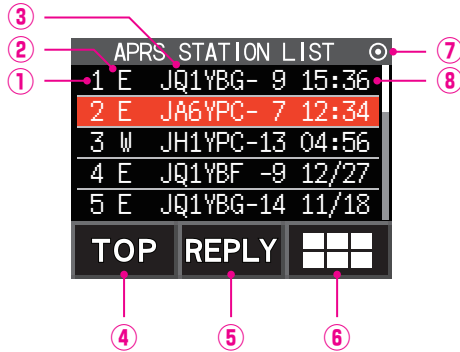 ③
② APRS STATION LIST ⑦
① 1 E JQ1YBG- 9 15:36 ⑧
2 E JA6YPC- 7 12:34
3 W JH1YPC-13 04:56
4 E JQ1YBF -9 12/27
5 E JQ1YBG-14 11/18
TOP REPLY
④ ⑤ ⑥